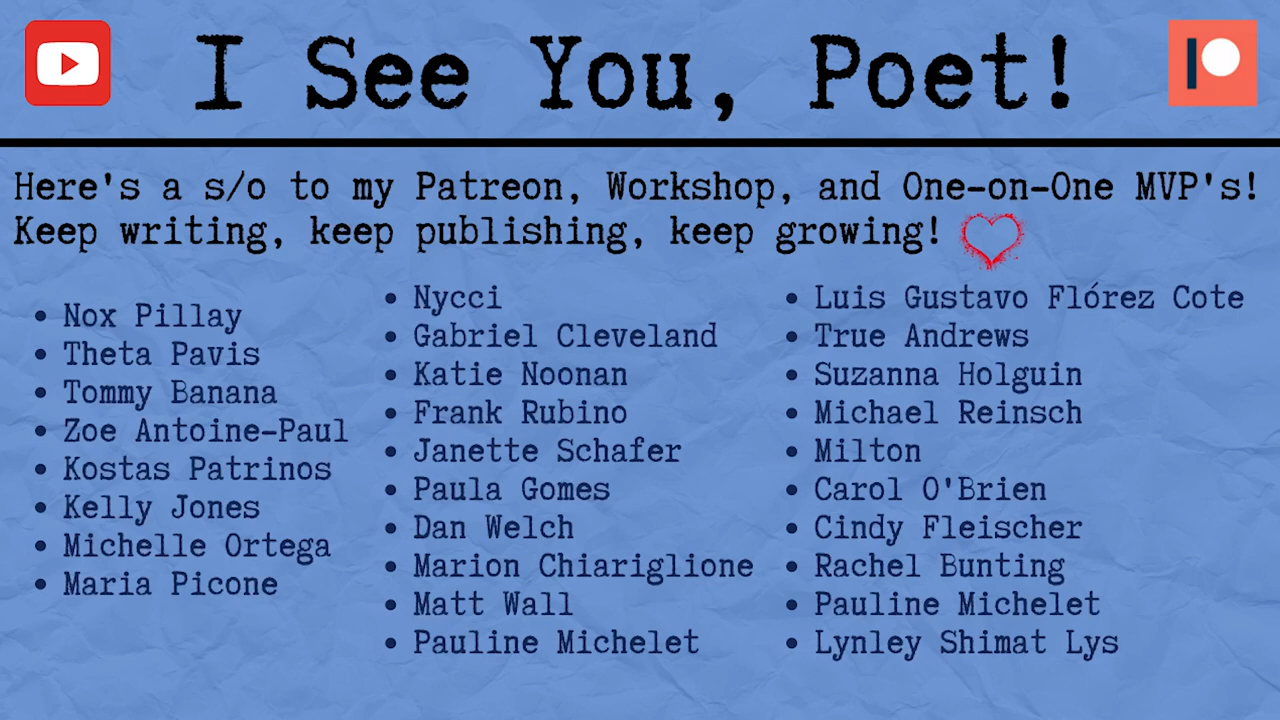 I See You, Poet!
Here's a s/o to my Patreon, Workshop, and One-on-One MVP's!
Keep writing, keep publishing, keep growing!
• Nox Pillay
• Theta Pavis
• Tommy Banana
• Zoe Antoine-Paul
• Kostas Patrinos
• Kelly Jones
• Michelle Ortega
• Maria Picone
• Nycci
• Gabriel Cleveland
• Katie Noonan
• Frank Rubino
• Janette Schafer
• Paula Gomes
• Dan Welch
• Marion Chiariglione
• Matt Wall
• Pauline Michelet
• Luis Gustavo Flórez Cote
• True Andrews
• Suzanna Holguin
• Michael Reinsch
• Milton
• Carol O'Brien
• Cindy Fleischer
• Rachel Bunting
• Pauline Michelet
• Lynley Shimat Lys